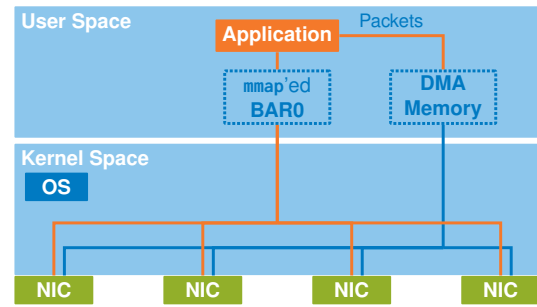 User Space
Packets
Application
mmap'ed
BAR0
DMA
Memory
Kernel Space
OS
NIC
NIC
NIC
NIC